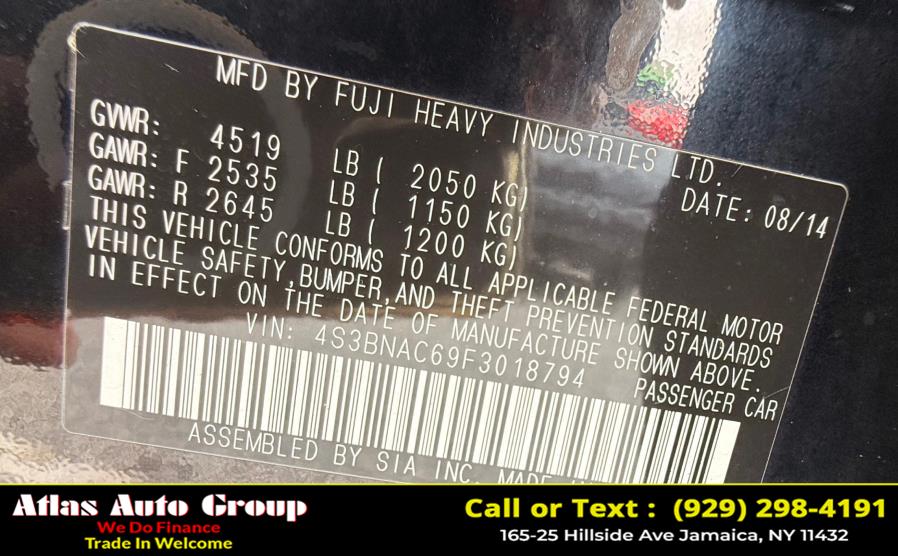 MFD BY FUJI HEAVY INDUSTRIES LTD.
DATE: 08/14
GVWR: 4519 LB ( 2050 KG)
GAWR: F 2535 LB ( 1150 KG)
GAWR: R 2645 LB ( 1200 KG)
THIS VEHICLE CONFORMS TO ALL APPLICABLE FEDERAL MOTOR
VEHICLE SAFETY,BUMPER,AND THEFT PREVENTION STANDARDS
IN EFFECT ON THE DATE OF MANUFACTURE SHOWN ABOVE.
VIN: 4S3BNAC69F3018794 PASSENGER CAR
ASSEMBLED BY SIA INC. MADE
Atlas Auto Group
We Do Finance
Trade In Welcome
Call or Text : (929) 298-4191
165-25 Hillside Ave Jamaica, NY 11432